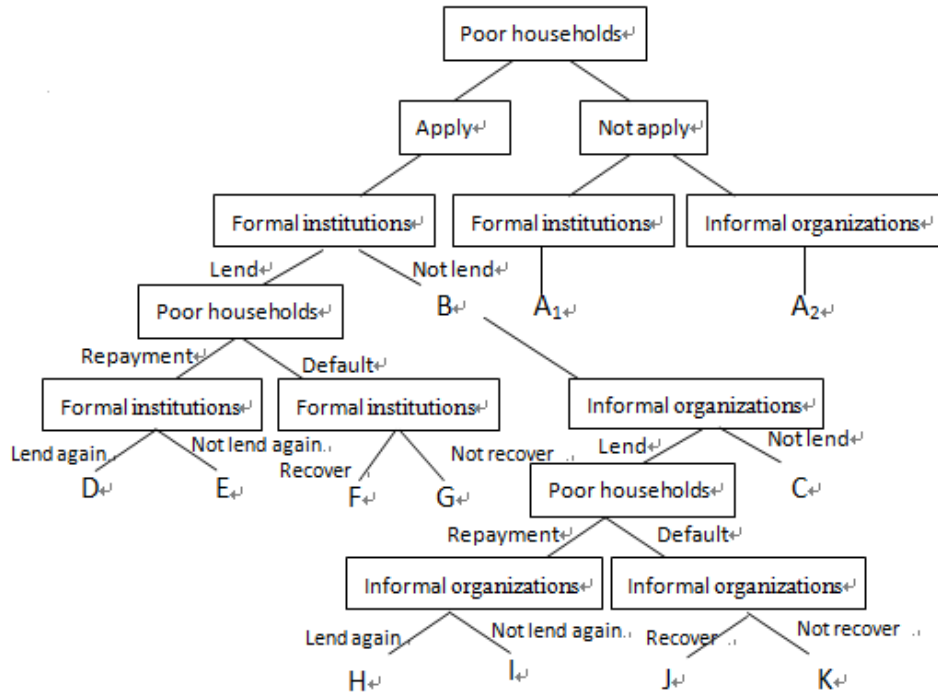 Poor households↵
Apply↵
Not apply↵
Formal institutions↵
Formal institutions↵
Informal organizations↵
Lend↵
Not lend↵
Poor households↵
B↵
A₁↵
A₂↵
Repayment↵
Default↵
Formal institutions↵
Formal institutions↵
Informal organizations↵
Lend again
Not lend again
Recover
Not recover
Lend↵
Not lend↵
D↵
E↵
F↵
G↵
Poor households↵
C↵
Repayment↵
Default↵
Informal organizations↵
Informal organizations↵
Lend again
Not lend again
Recover
Not recover
H↵
I↵
J↵
K↵